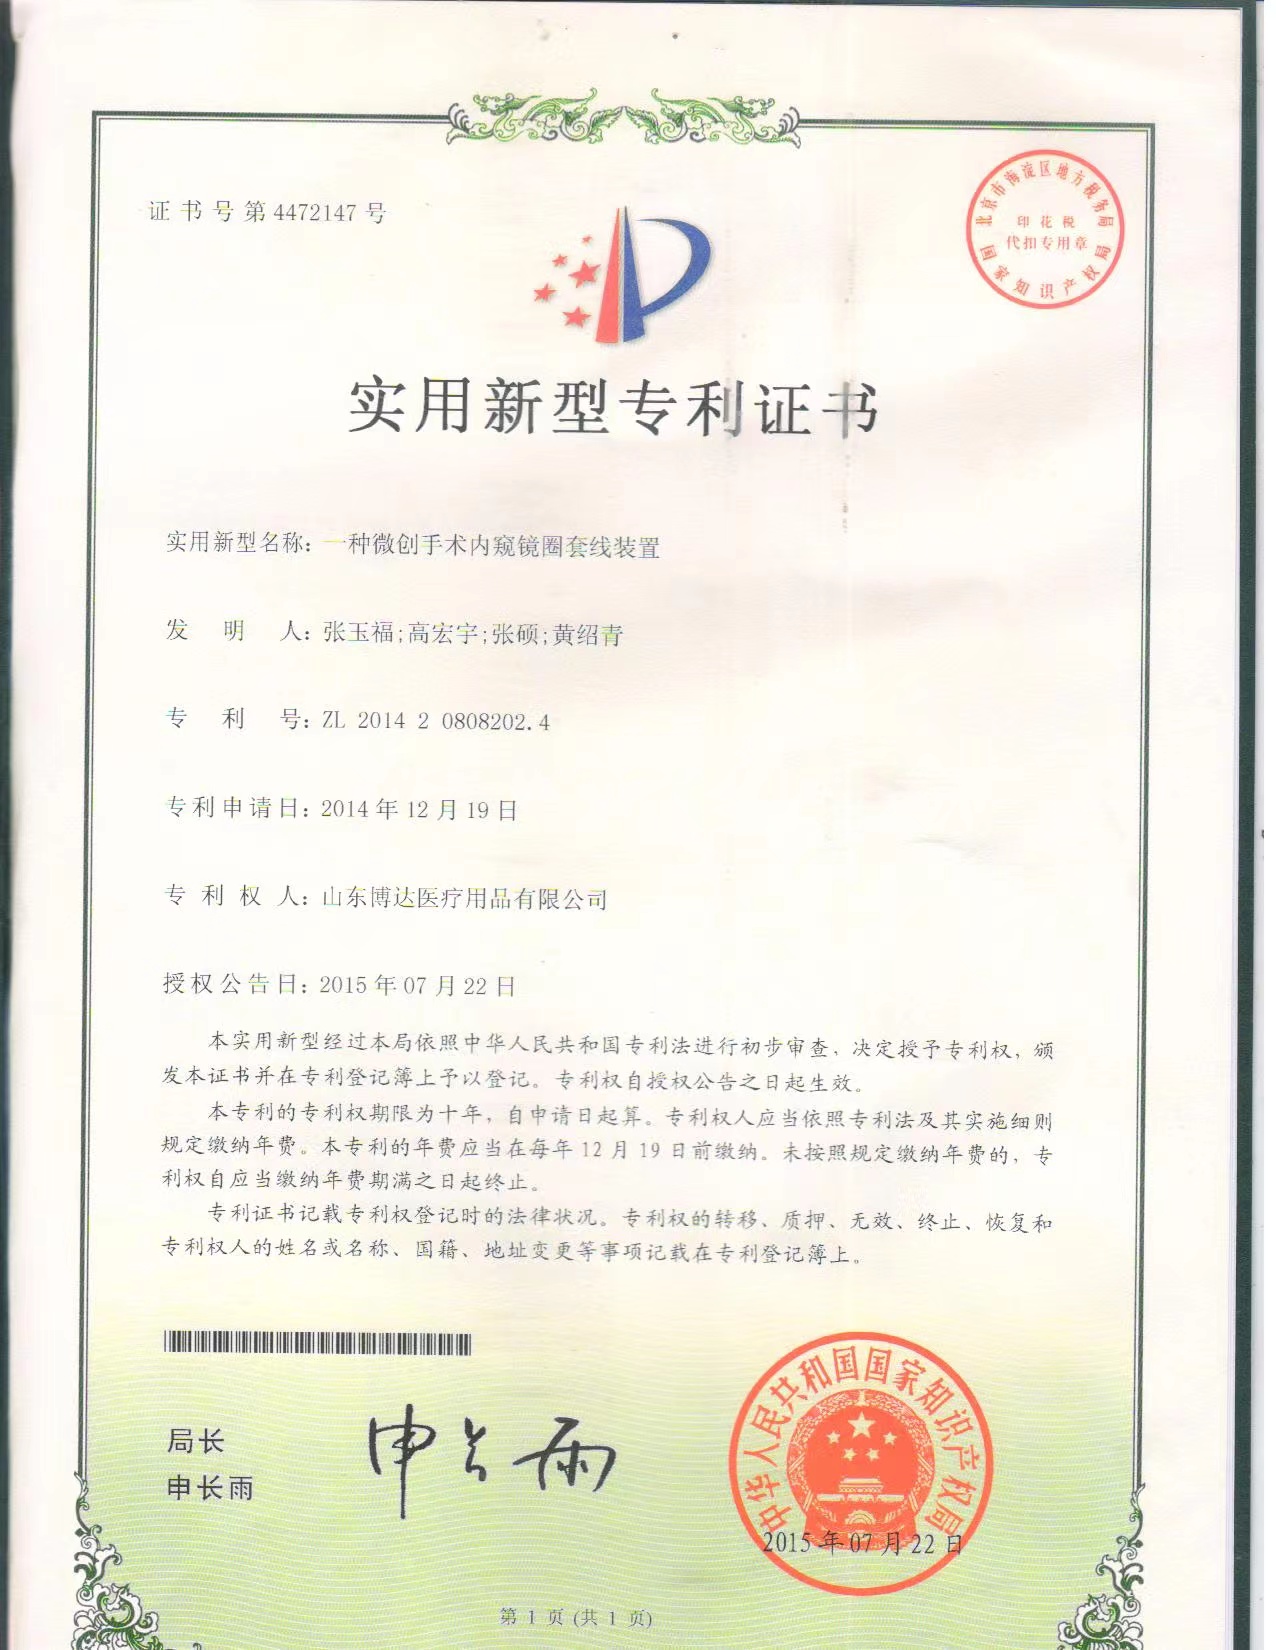 证书号第4472147号
北京市海淀区地方税务局
印花税
代扣专用章
国家知识产权局
实用新型专利证书
实用新型名称：一种微创手术内窥镜圈套线装置
发明人：张玉福;高宏宇;张硕;黄绍青
专利号：ZL 2014 2 0808202.4
专利申请日：2014年12月19日
专利权人：山东博达医疗用品有限公司
授权公告日：2015年07月22日
本实用新型经过本局依照中华人民共和国专利法进行初步审查，决定授予专利权，颁
发本证书并在专利登记簿上予以登记。专利权自授权公告之日起生效。
本专利的专利权期限为十年，自申请日起算。专利权人应当依照专利法及其实施细则
规定缴纳年费。本专利的年费应当在每年12月19日前缴纳。未按照规定缴纳年费的，专
利权自应当缴纳年费期满之日起终止。
专利证书记载专利权登记时的法律状况。专利权的转移、质押、无效、终止、恢复和
专利权人的姓名或名称、国籍、地址变更等事项记载在专利登记簿上。
局长
申长雨
申长雨
中华人民共和国国家知识产权局
2015年07月22日
第1页(共1页)